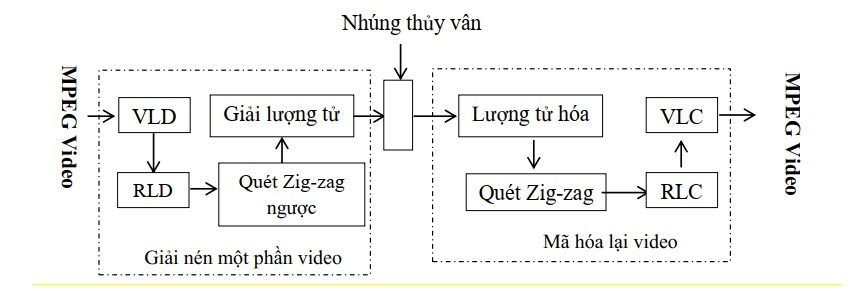 Nhúng thủy vân
MPEG Video
VLD
Giải lượng tử
RLD
Quét Zig-zag
ngược
Giải nén một phần video
Lượng tử hóa
VLC
Quét Zig-zag
RLC
Mã hóa lại video
MPEG Video